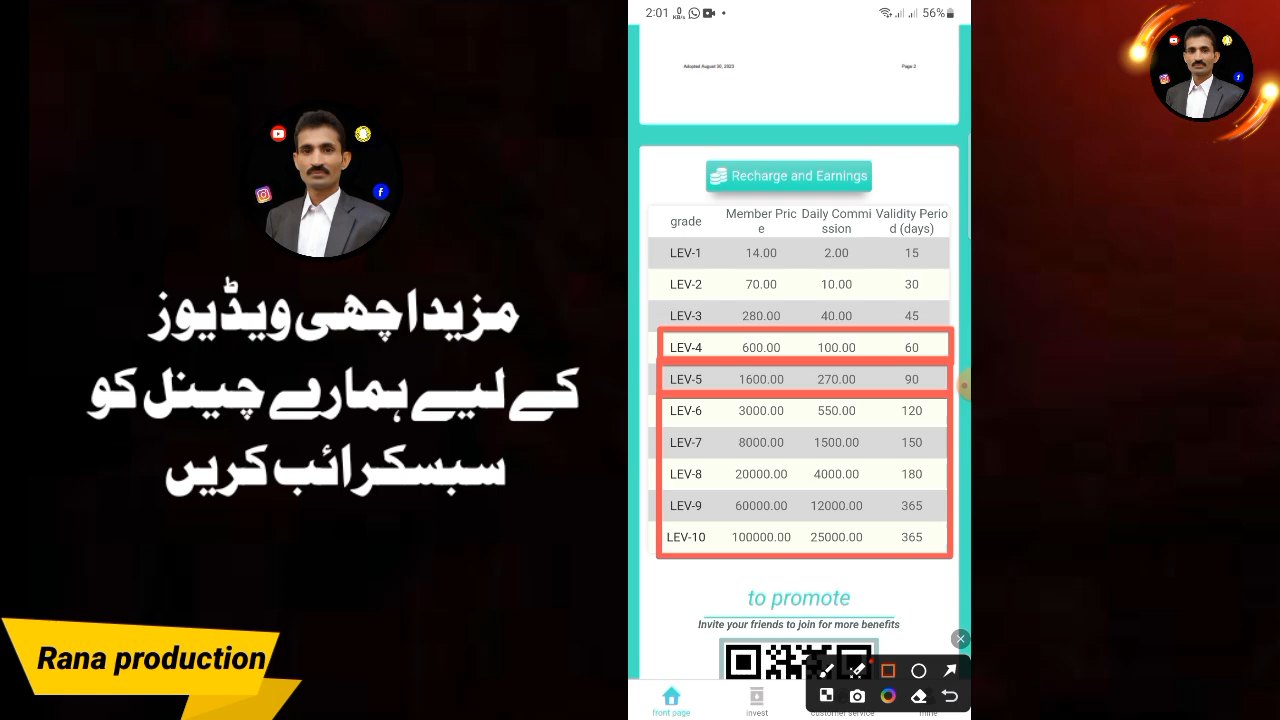 مزید اچھی ویڈیوز
کے لیے ہمارے چینل کو
سبسکرائب کریں
Rana production
2:01 0 KB/s 56%
Adopted August 30, 2023 Page 2
Recharge and Earnings
grade Member Pric Daily Commi Validity Perio
e ssion d (days)
LEV-1 14.00 2.00 15
LEV-2 70.00 10.00 30
LEV-3 280.00 40.00 45
LEV-4 600.00 100.00 60
LEV-5 1600.00 270.00 90
LEV-6 3000.00 550.00 120
LEV-7 8000.00 1500.00 150
LEV-8 20000.00 4000.00 180
LEV-9 60000.00 12000.00 365
LEV-10 100000.00 25000.00 365
to promote
Invite your friends to join for more benefits
front page invest customer service mine